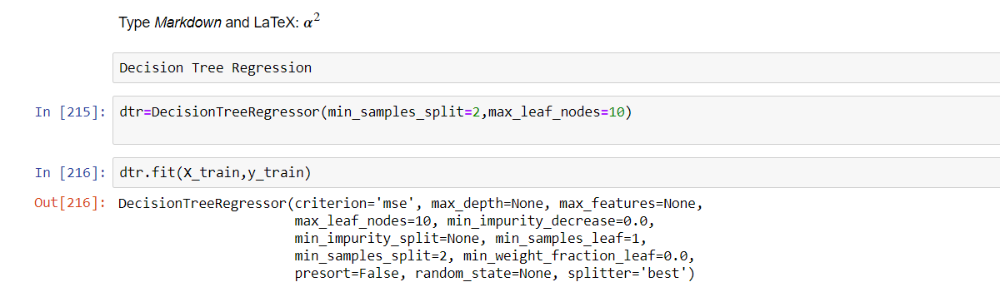 Type Markdown and LaTeX: α²
Decision Tree Regression
In [215]: dtr=DecisionTreeRegressor(min_samples_split=2,max_leaf_nodes=10)
In [216]: dtr.fit(X_train,y_train)
Out[216]: DecisionTreeRegressor(criterion='mse', max_depth=None, max_features=None,
max_leaf_nodes=10, min_impurity_decrease=0.0,
min_impurity_split=None, min_samples_leaf=1,
min_samples_split=2, min_weight_fraction_leaf=0.0,
presort=False, random_state=None, splitter='best')